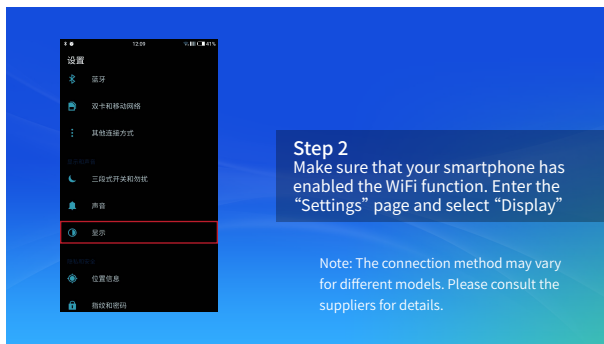 12:09
41%
设置
蓝牙
双卡和移动网络
其他连接方式
三段式开关和勿扰
声音
显示
位置信息
指纹和密码
Step 2
Make sure that your smartphone has
enabled the WiFi function. Enter the
“Settings” page and select “Display”
Note: The connection method may vary
for different models. Please consult the
suppliers for details.